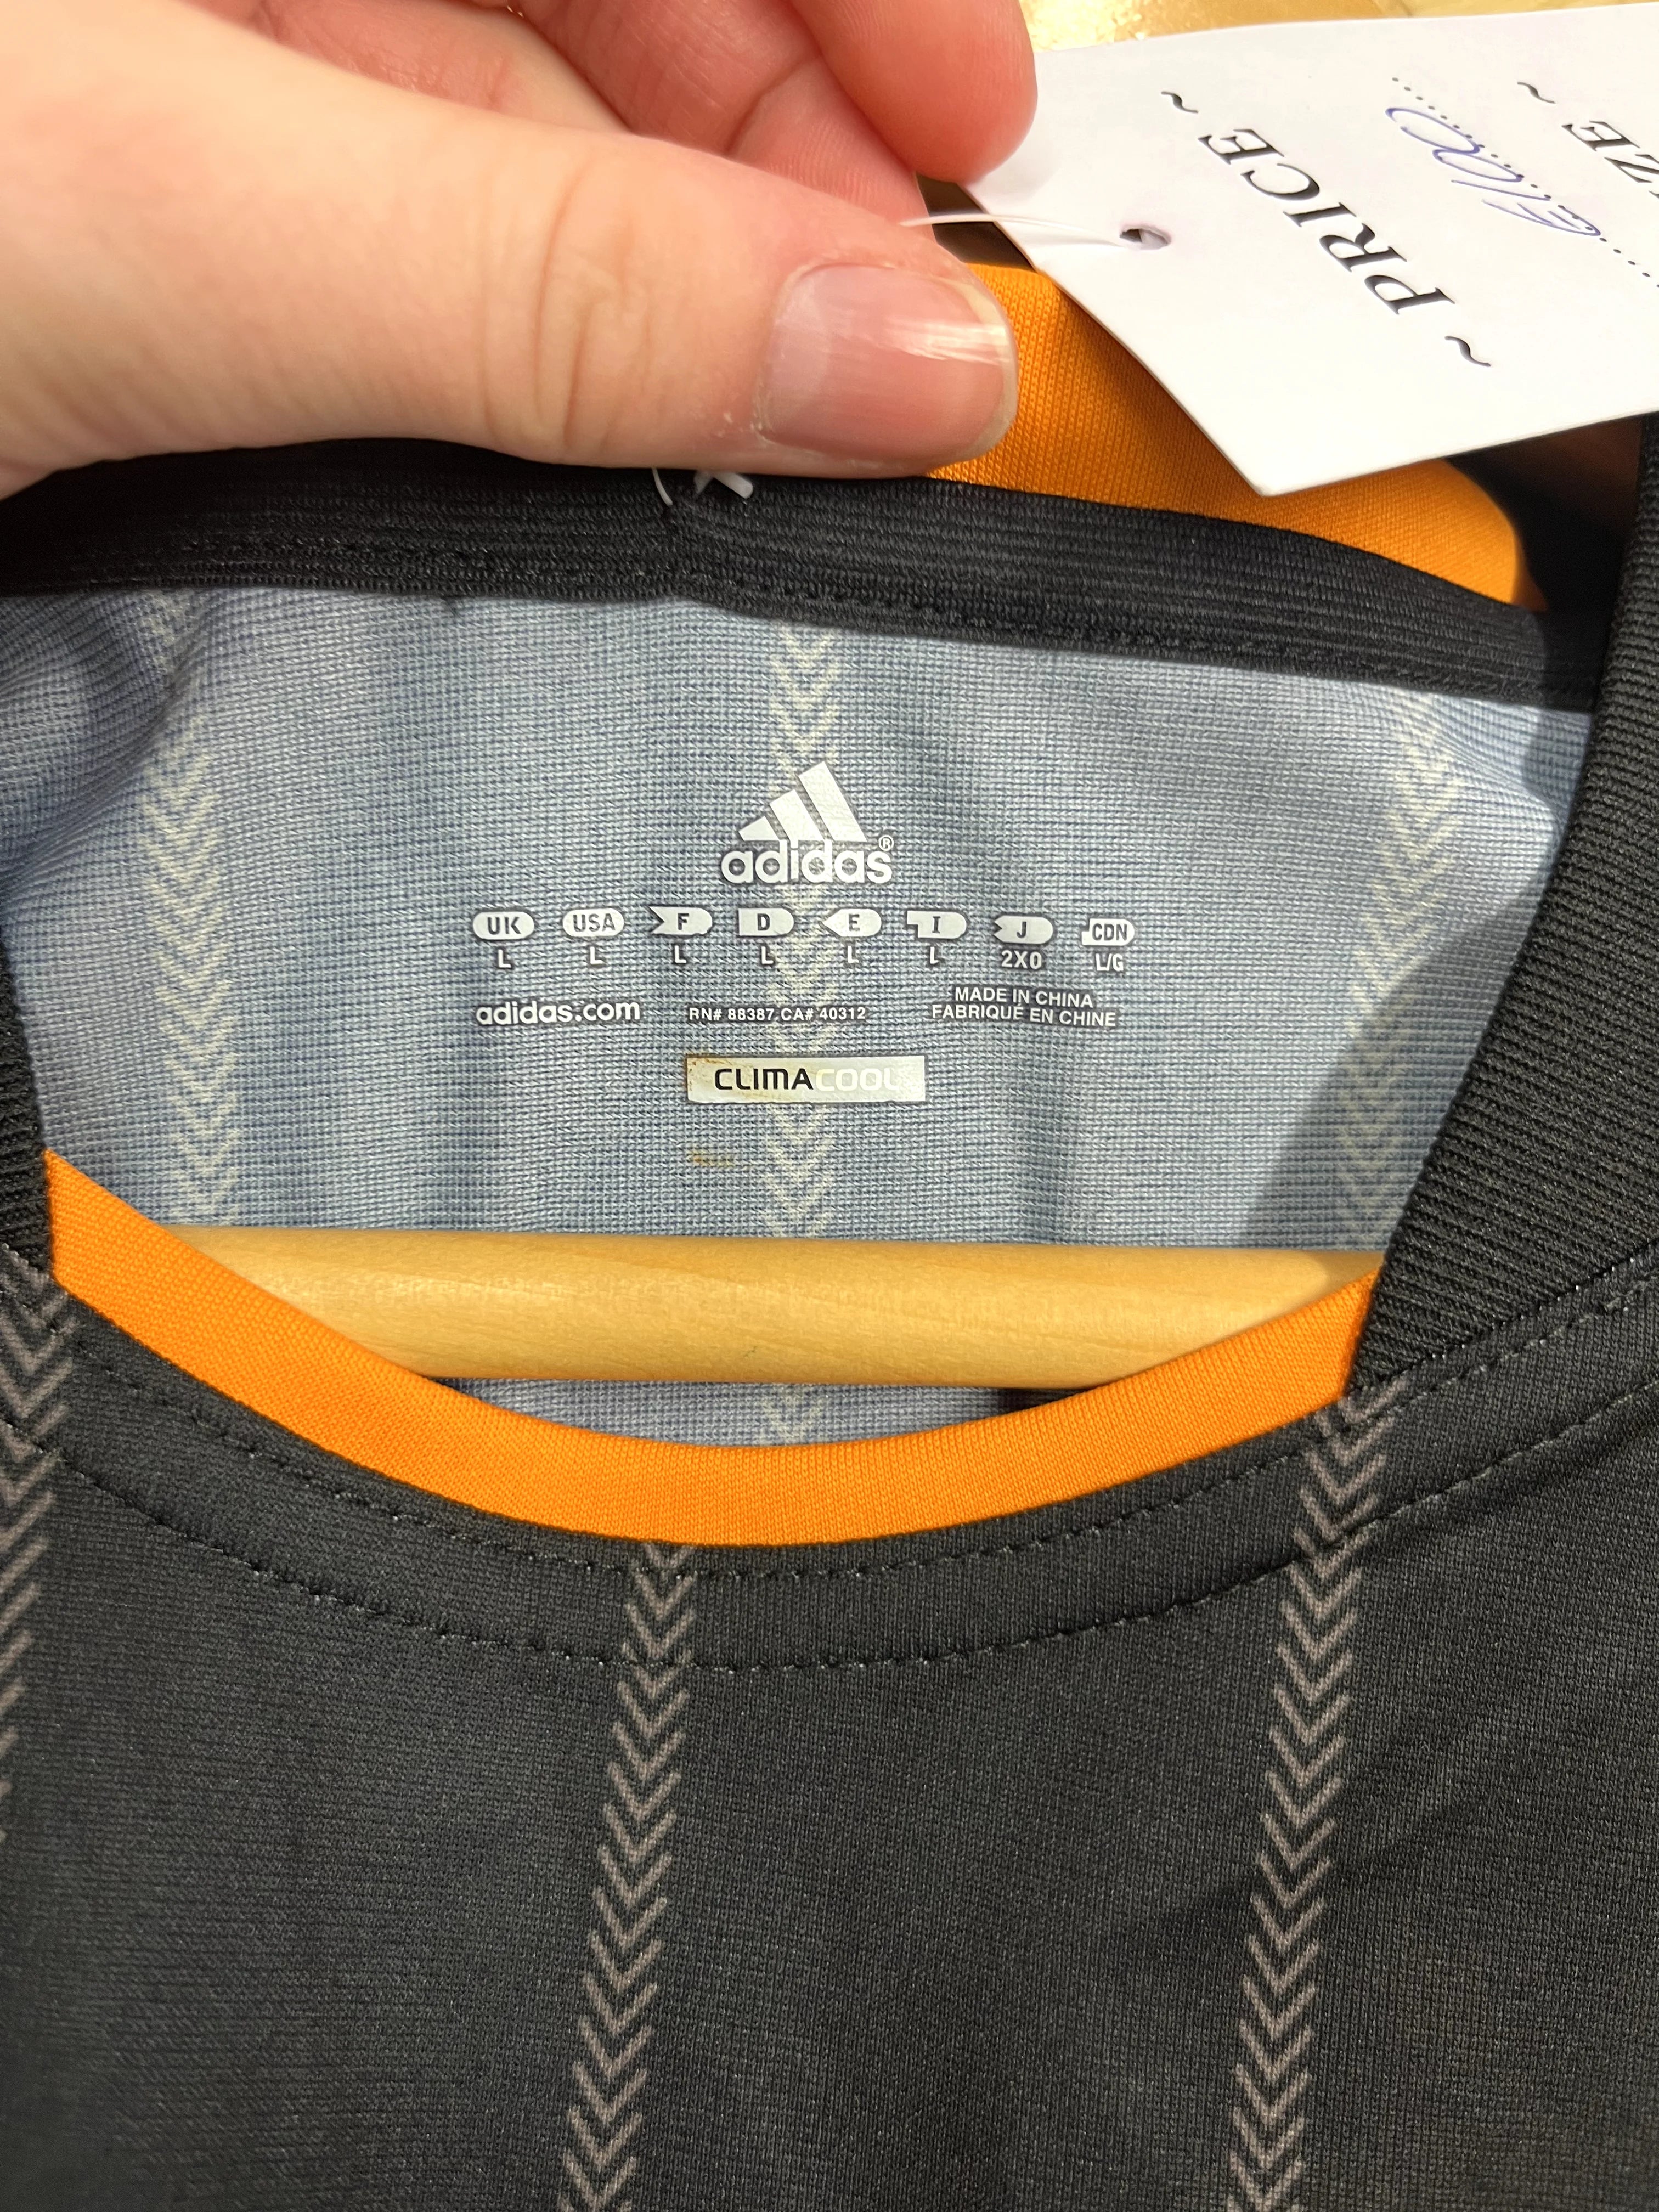 ~ PRICE ~
~
ZE
adidas®
UK USA F D E I J CDN
L L L L L L 2XO L/G
adidas.com RN# 88387 CA# 40312 MADE IN CHINA
FABRIQUÉ EN CHINE
CLIMACOOL